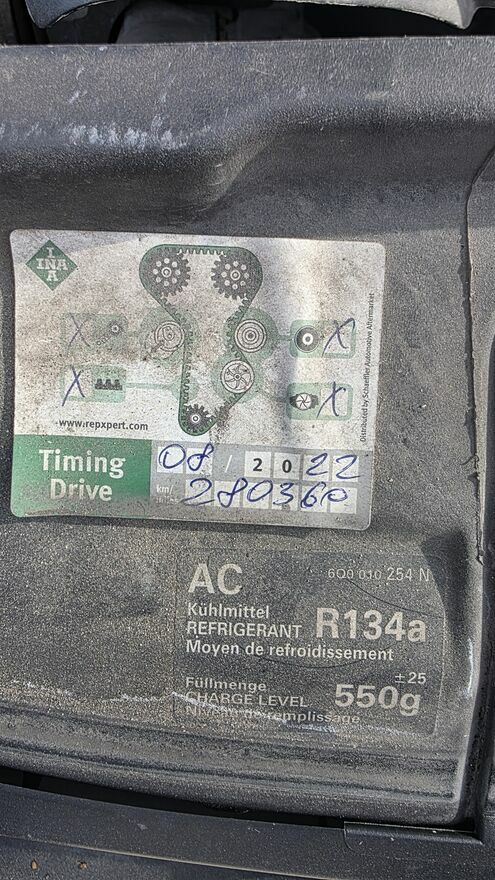 I
INA
A
X
X
X
X
www.repxpert.com
Distributed by Schaeffler Automotive Aftermarket
Timing
Drive
08 / 2022
km/
280360
AC
6Q0 010 254 N
Kühlmittel
REFRIGERANT R134a
Moyen de refroidissement
Füllmenge
±25
CHARGE LEVEL 550g
Niveau de remplissage